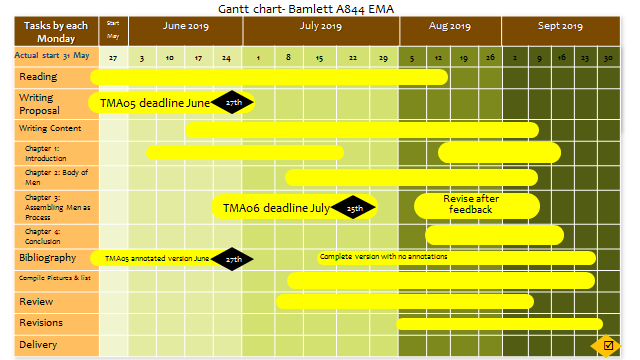 Gantt chart- Bamlett A844 EMA
Tasks by each Monday
Start May
June 2019
July 2019
Aug 2019
Sept 2019
Actual start 31 May
27 3 10 17 24 1 8 15 22 29 5 12 19 26 2 9 16 23 30
Reading
Writing Proposal
TMA05 deadline June
27th
Writing Content
Chapter 1: Introduction
Chapter 2: Body of Men
Chapter 3: Assembling Men as Process
TMA06 deadline July
25th
Revise after feedback
Chapter 4: Conclusion
Bibliography
TMA05 annotated version June
27th
Complete version with no annotations
Compile Pictures & list
Review
Revisions
Delivery